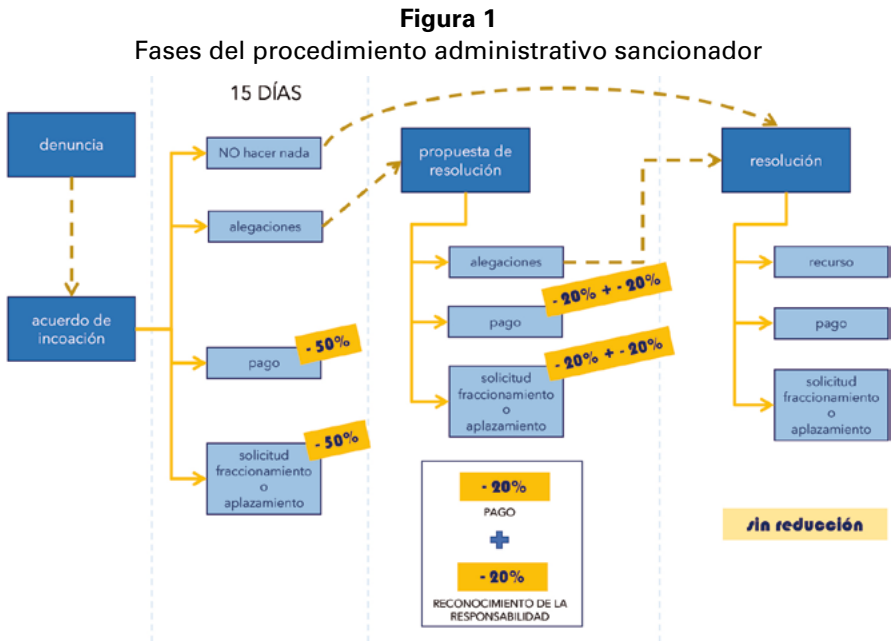 Figura 1
Fases del procedimiento administrativo sancionador
15 DÍAS
denuncia
NO hacer nada
propuesta de
resolución
resolución
alegaciones
alegaciones
recurso
- 20% + - 20%
acuerdo de
incoación
pago
- 50%
pago
pago
- 20% + - 20%
solicitud
fraccionamiento
o
aplazamiento
solicitud
fraccionamiento
o
aplazamiento
- 50%
solicitud
fraccionamiento
o
aplazamiento
- 20%
PAGO
+
- 20%
RECONOCIMIENTO DE LA
RESPONSABILIDAD
sin reducción